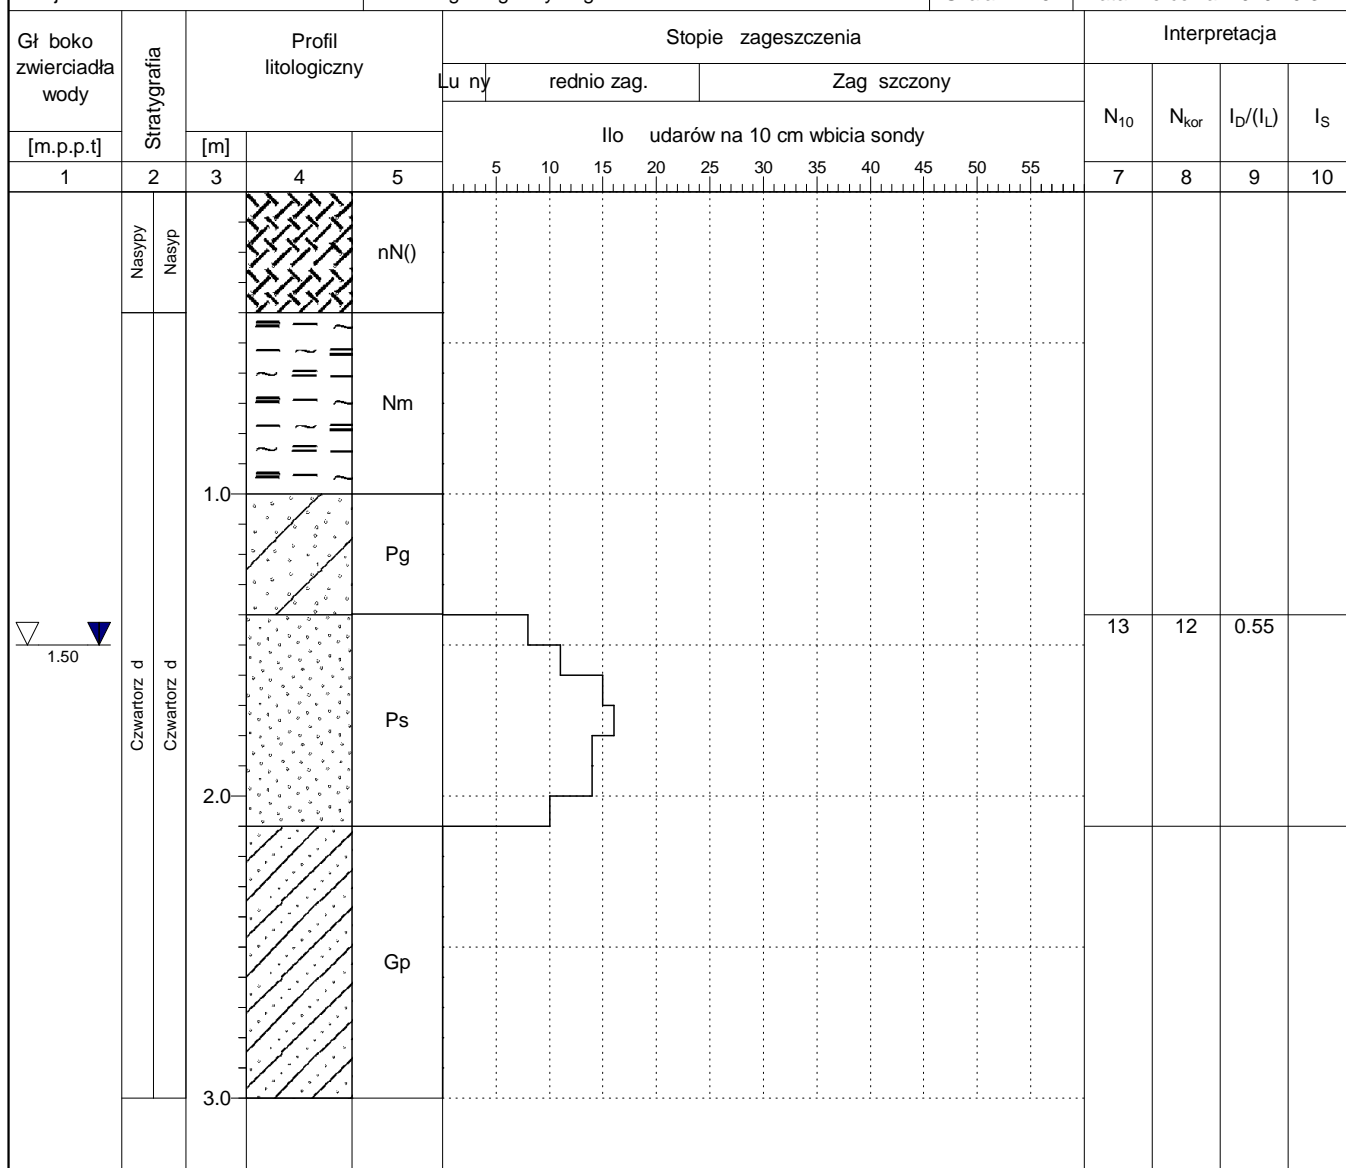 Gł boko
zwierciadła
wody
[m.p.p.t]
Stratygrafia
Profil
litologiczny
[m]
Stopie zageszczenia
Lu ny
rednio zag.
Zag szczony
Ilo udarów na 10 cm wbicia sondy
5 10 15 20 25 30 35 40 45 50 55
Interpretacja
N10
Nkor
ID/(IL)
IS
1 2 3 4 5 7 8 9 10
Nasypy
Nasyp
nN()
Nm
1.0
Pg
1.50
13 12 0.55
Czwartorz d
Czwartorz d
Ps
2.0
Gp
3.0